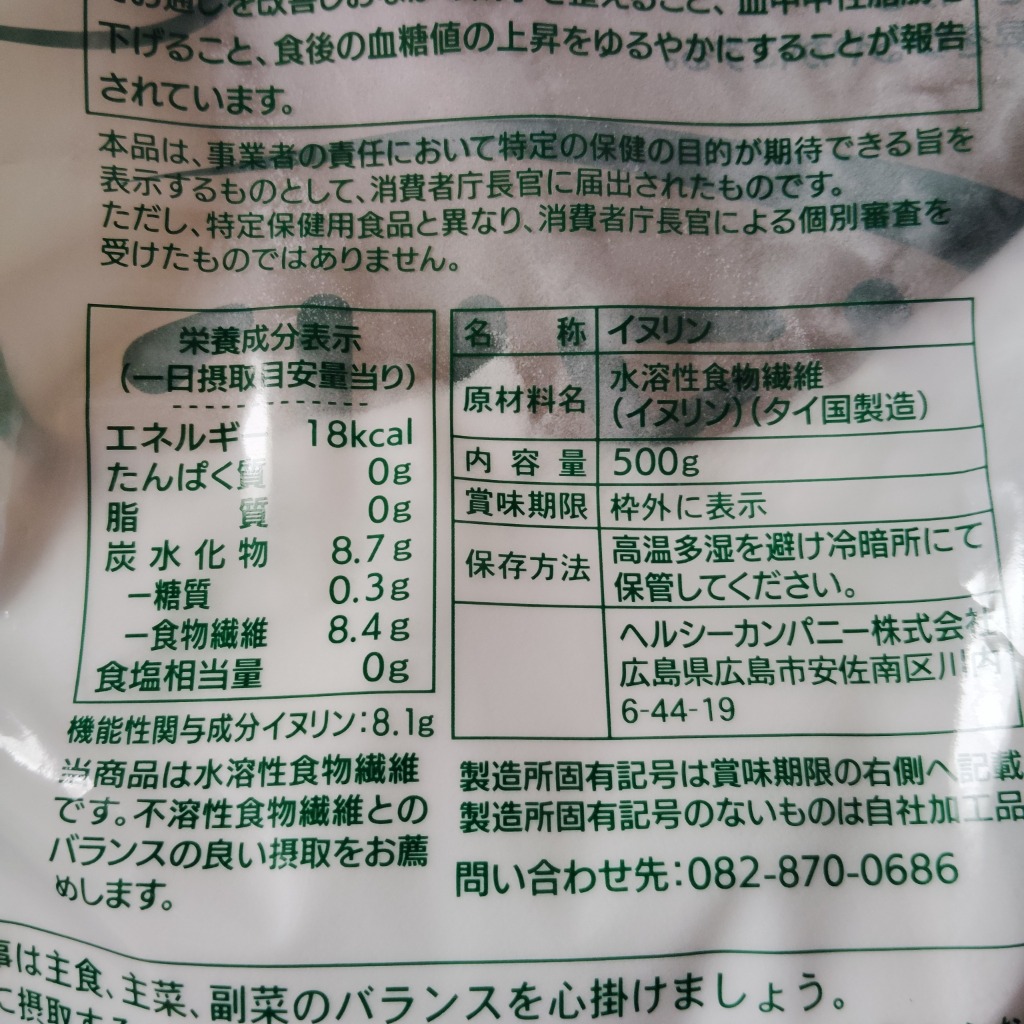 下げること、食後の血糖値の上昇をゆるやかにすることが報告
されています。
本品は、事業者の責任において特定の保健の目的が期待できる旨を
表示するものとして、消費者庁長官に届出されたものです。
ただし、特定保健用食品と異なり、消費者庁長官による個別審査を
受けたものではありません。
栄養成分表示
(一日摂取目安量当り)
エネルギ 18kcal
たんぱく質 0g
脂質 0g
炭水化物 8.7g
−糖質 0.3g
−食物繊維 8.4g
食塩相当量 0g
機能性関与成分イヌリン:8.1g
当商品は水溶性食物繊維
です。不溶性食物繊維との
バランスの良い摂取をお薦
めします。
名称 イヌリン
原材料名 水溶性食物繊維
(イヌリン)(タイ国製造)
内容量 500g
賞味期限 枠外に表示
保存方法 高温多湿を避け冷暗所にて
保管してください。
ヘルシーカンパニー株式会社
広島県広島市安佐南区川内
6-44-19
製造所固有記号は賞味期限の右側へ記載
製造所固有記号のないものは自社加工品
問い合わせ先:082-870-0686
事は主食、主菜、副菜のバランスを心掛けましょう。